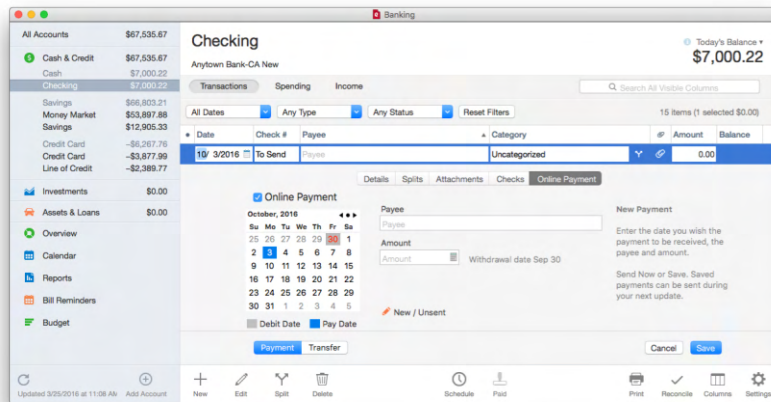 Banking
All Accounts $67,535.67
Cash & Credit $67,535.67
Cash $7,000.22
Checking $7,000.22
Savings $66,803.21
Money Market $53,897.88
Savings $12,905.33
Credit Card -$6,267.76
Credit Card -$3,877.99
Line of Credit -$2,389.77
Investments $0.00
Assets & Loans $0.00
Overview
Calendar
Reports
Bill Reminders
Budget
Updated 3/25/2016 at 11:08 AM Add Account
Checking
Anytown Bank-CA New
Today's Balance
$7,000.22
Transactions Spending Income
Search All Visible Columns
All Dates Any Type Any Status Reset Filters
15 items (1 selected $0.00)
Date Check # Payee Category Amount Balance
10/ 3/2016 To Send Payee Uncategorized 0.00
Details Splits Attachments Checks Online Payment
Online Payment
October, 2016
Su Mo Tu We Th Fr Sa
25 26 27 28 29 30 1
2 3 4 5 6 7 8
9 10 11 12 13 14 15
16 17 18 19 20 21 22
23 24 25 26 27 28 29
30 31 1 2 3 4 5
Debit Date Pay Date
Payee
Payee
Amount
Amount Withdrawal date Sep 30
New / Unsent
New Payment
Enter the date you wish the
payment to be received, the
payee and amount.
Send Now or Save. Saved
payments can be sent during
your next update.
Payment Transfer
Cancel Save
New Edit Split Delete Schedule Paid Print Reconcile Columns Settings